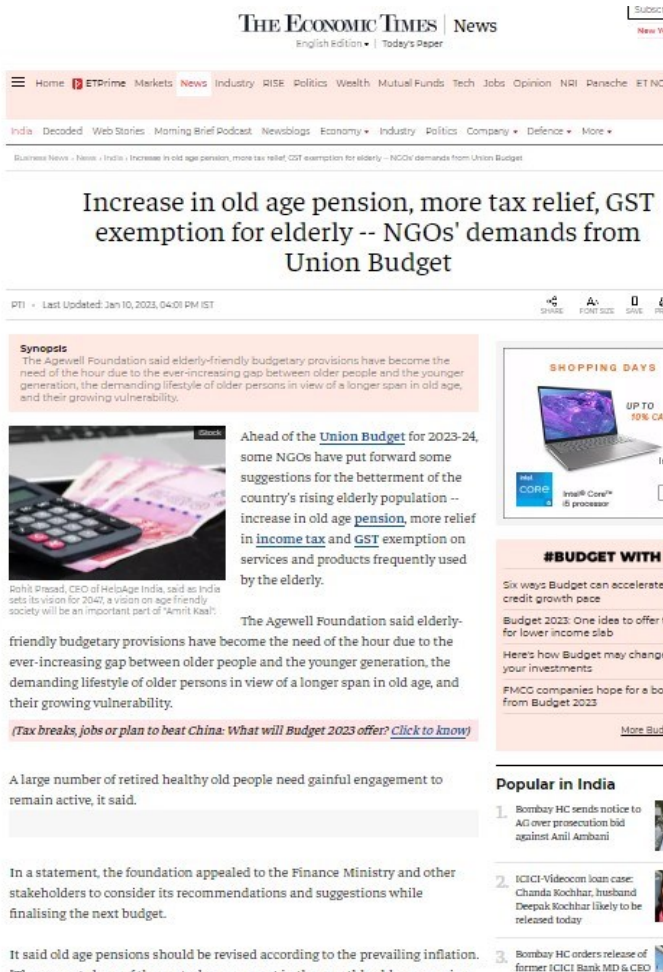 THE ECONOMIC TIMES | News
English Edition | Today's Paper
Home ETPrime Markets News Industry RISE Politics Wealth Mutual Funds Tech Jobs Opinion NRI Panache ET NO
India Decoded Web Stories Morning Brief Podcast Newsblogs Economy Industry Politics Company Defence More
Business News › News › India › Increase in old age pension, more tax relief, GST exemption for elderly -- NGOs' demands from Union Budget
Increase in old age pension, more tax relief, GST
exemption for elderly -- NGOs' demands from
Union Budget
PTI • Last Updated: Jan 10, 2023, 04:01 PM IST
SHARE FONT SIZE SAVE
Synopsis
The Agewell Foundation said elderly-friendly budgetary provisions have become the
need of the hour due to the ever-increasing gap between older people and the younger
generation, the demanding lifestyle of older persons in view of a longer span in old age,
and their growing vulnerability.
iStock
Rohit Prasad, CEO of HelpAge India, said as India
sets its vision for 2047, a vision on age friendly
society will be an important part of "Amrit Kaal".
Ahead of the Union Budget for 2023-24,
some NGOs have put forward some
suggestions for the betterment of the
country's rising elderly population --
increase in old age pension, more relief
in income tax and GST exemption on
services and products frequently used
by the elderly.
The Agewell Foundation said elderly-
friendly budgetary provisions have become the need of the hour due to the
ever-increasing gap between older people and the younger generation, the
demanding lifestyle of older persons in view of a longer span in old age, and
their growing vulnerability.
(Tax breaks, jobs or plan to beat China: What will Budget 2023 offer? Click to know)
A large number of retired healthy old people need gainful engagement to
remain active, it said.
In a statement, the foundation appealed to the Finance Ministry and other
stakeholders to consider its recommendations and suggestions while
finalising the next budget.
It said old age pensions should be revised according to the prevailing inflation.
SHOPPING DAYS
UP TO
10% CA
intel
CORE
i5
Intel® Core™
i5 processor
#BUDGET WITH
Six ways Budget can accelerate
credit growth pace
Budget 2023: One idea to offer
for lower income slab
Here's how Budget may change
your investments
FMCG companies hope for a bo
from Budget 2023
More Bud
Popular in India
1. Bombay HC sends notice to
AG over prosecution bid
against Anil Ambani
2. ICICI-Videocon loan case:
Chanda Kochhar, husband
Deepak Kochhar likely to be
released today
3. Bombay HC orders release of
former ICICI Bank MD & CEO